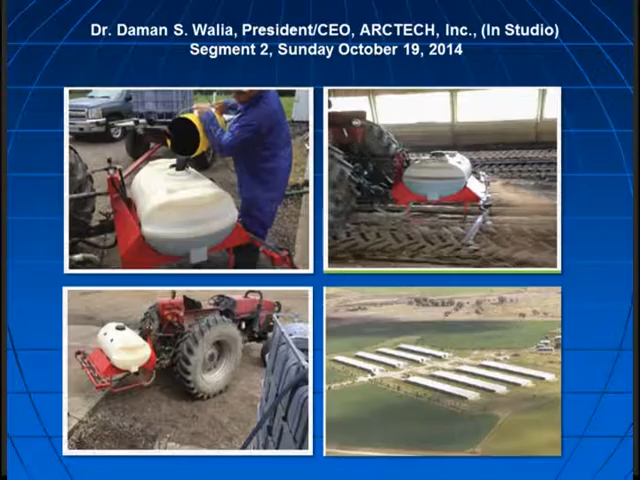 Dr. Daman S. Walia, President/CEO, ARCTECH, Inc., (In Studio)
Segment 2, Sunday October 19, 2014